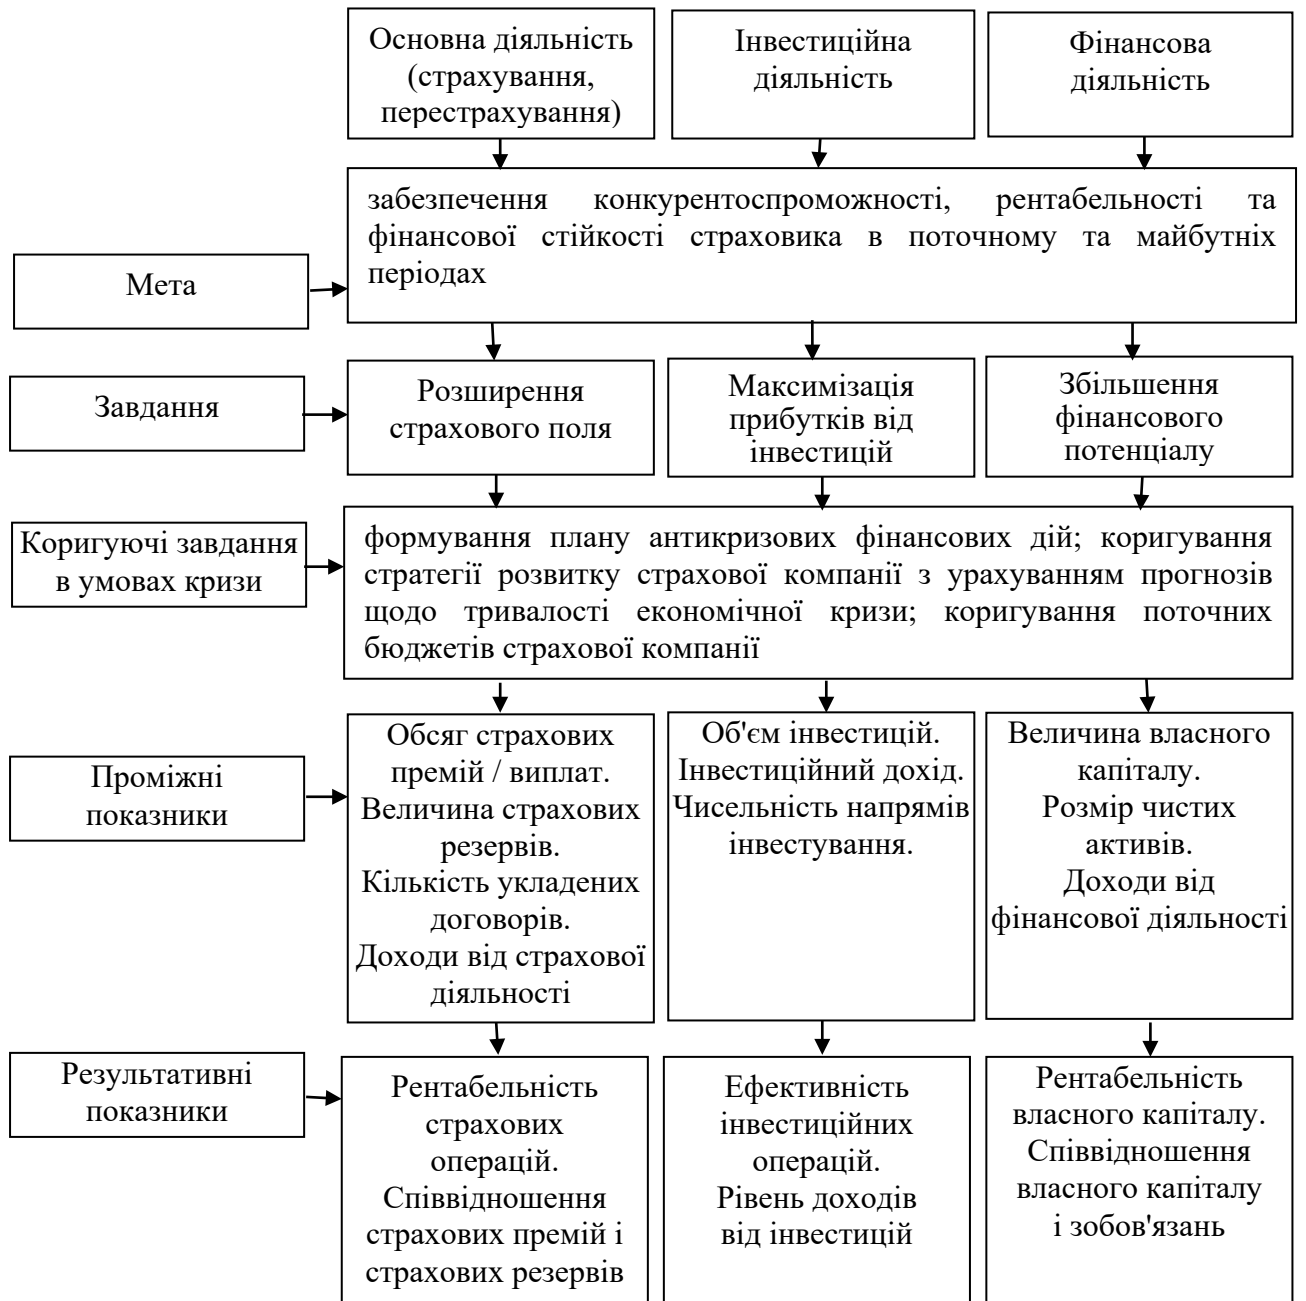 Основна діяльність
(страхування,
перестрахування)
Інвестиційна
діяльність
Фінансова
діяльність
забезпечення конкурентоспроможності, рентабельності та
фінансової стійкості страховика в поточному та майбутніх
періодах
Мета
Завдання
Розширення
страхового поля
Максимізація
прибутків від
інвестицій
Збільшення
фінансового
потенціалу
Коригуючі завдання
в умовах кризи
формування плану антикризових фінансових дій; коригування
стратегії розвитку страхової компанії з урахуванням прогнозів
щодо тривалості економічної кризи; коригування поточних
бюджетів страхової компанії
Проміжні
показники
Обсяг страхових
премій / виплат.
Величина страхових
резервів.
Кількість укладених
договорів.
Доходи від страхової
діяльності
Об'єм інвестицій.
Інвестиційний дохід.
Чисельність напрямів
інвестування.
Величина власного
капіталу.
Розмір чистих
активів.
Доходи від
фінансової діяльності
Результативні
показники
Рентабельність
страхових
операцій.
Співвідношення
страхових премій і
страхових резервів
Ефективність
інвестиційних
операцій.
Рівень доходів
від інвестицій
Рентабельність
власного капіталу.
Співвідношення
власного капіталу
і зобов'язань